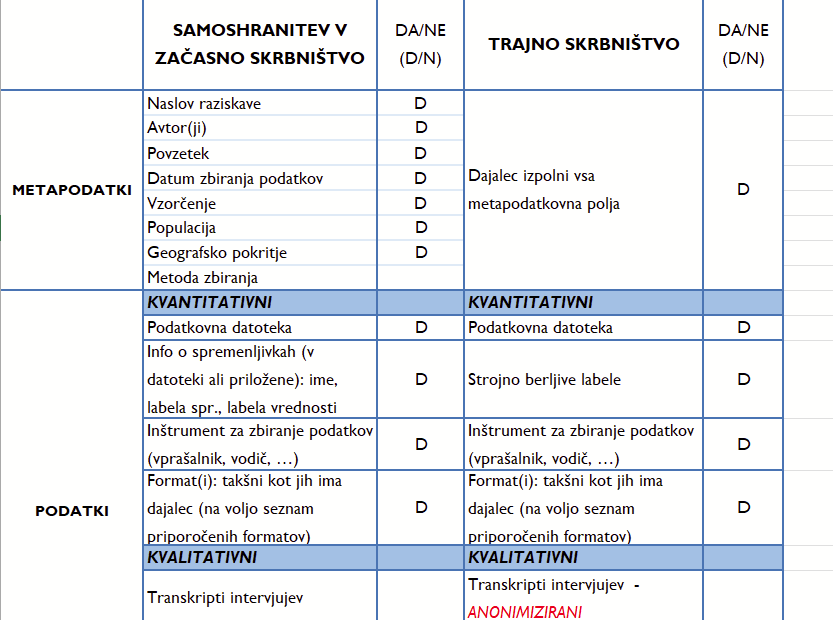 SAMOSHRANITEV V
ZAČASNO SKRBNIŠTVO
DA/NE
(D/N)
TRAJNO SKRBNIŠTVO
DA/NE
(D/N)
METAPODATKI
Naslov raziskave
D
Avtor(ji)
D
Povzetek
D
Datum zbiranja podatkov
D
Vzorčenje
D
Populacija
D
Geografsko pokritje
D
Metoda zbiranja
Dajalec izpolni vsa
metapodatkovna polja
D
PODATKI
KVANTITATIVNI
KVANTITATIVNI
Podatkovna datoteka
D
Podatkovna datoteka
D
Info o spremenljivkah (v
datoteki ali priložene): ime,
labela spr., labela vrednosti
D
Strojno berljive labele
D
Inštrument za zbiranje podatkov
(vprašalnik, vodič, ...)
D
Inštrument za zbiranje podatkov
(vprašalnik, vodič, ...)
D
Format(i): takšni kot jih ima
dajalec (na voljo seznam
priporočenih formatov)
D
Format(i): takšni kot jih ima
dajalec (na voljo seznam
priporočenih formatov)
D
KVALITATIVNI
KVALITATIVNI
Transkripti intervjujev
Transkripti intervjujev -
ANONIMIZIRANI